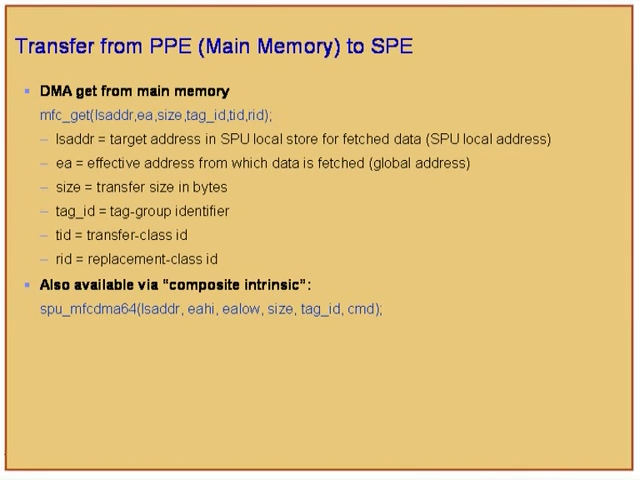 Transfer from PPE (Main Memory) to SPE
▪ DMA get from main memory
mfc_get(lsaddr,ea,size,tag_id,tid,rid);
– lsaddr = target address in SPU local store for fetched data (SPU local address)
– ea = effective address from which data is fetched (global address)
– size = transfer size in bytes
– tag_id = tag-group identifier
– tid = transfer-class id
– rid = replacement-class id
▪ Also available via “composite intrinsic”:
spu_mfcdma64(lsaddr, eahi, ealow, size, tag_id, cmd);